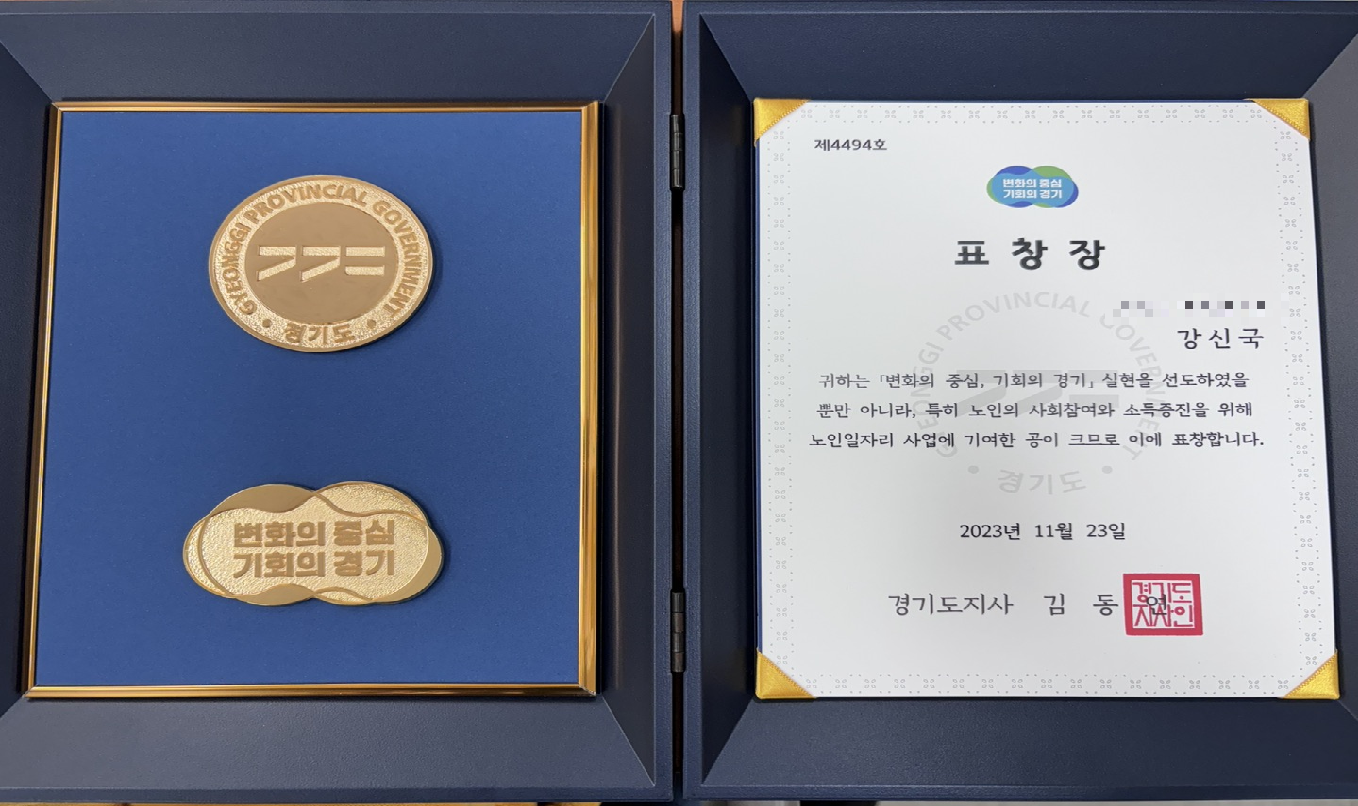 GYEONGGI PROVINCIAL GOVERNMENT
경기도
변화의 중심
기회의 경기
제4494호
변화의 중심
기회의 경기
표창장
GYEONGGI PROVINCIAL GOVERNMENT
강신국
귀하는 「변화의 중심, 기회의 경기」 실현을 선도하였을
뿐만 아니라, 특히 노인의 사회참여와 소득증진을 위해
노인일자리 사업에 기여한 공이 크므로 이에 표창합니다.
경기도
2023년 11월 23일
경기도지사 김 동 연
경기도
지사인